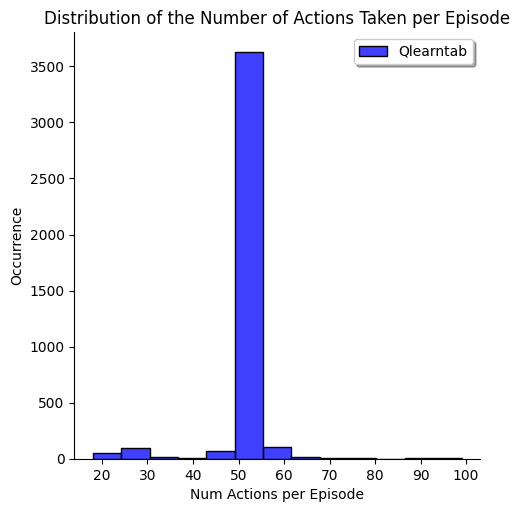 Distribution of the Number of Actions Taken per Episode
Qlearntab
3500
3000
2500
2000
1500
1000
500
0
Occurrence
20 30 40 50 60 70 80 90 100
Num Actions per Episode